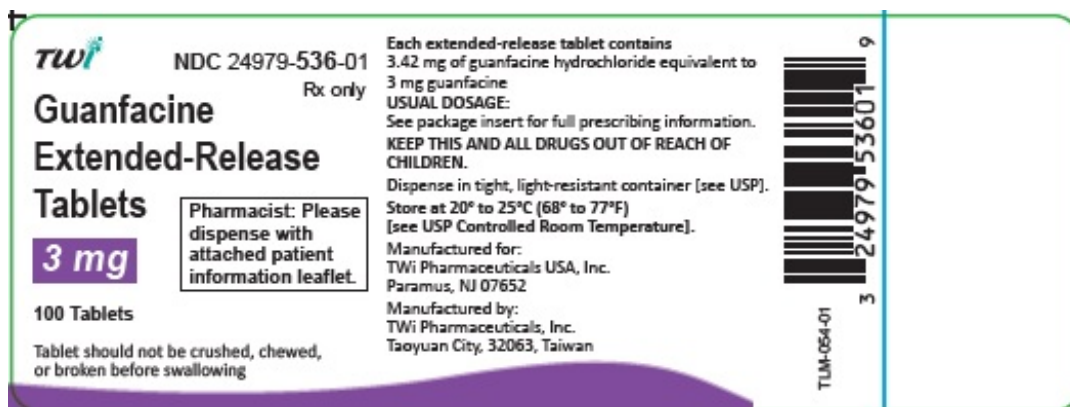 TWi
NDC 24979-536-01
Rx only
Guanfacine
Extended-Release
Tablets
3 mg
Pharmacist: Please
dispense with
attached patient
information leaflet.
100 Tablets
Tablet should not be crushed, chewed,
or broken before swallowing
Each extended-release tablet contains
3.42 mg of guanfacine hydrochloride equivalent to
3 mg guanfacine
USUAL DOSAGE:
See package insert for full prescribing information.
KEEP THIS AND ALL DRUGS OUT OF REACH OF
CHILDREN.
Dispense in tight, light-resistant container [see USP].
Store at 20° to 25°C (68° to 77°F)
[see USP Controlled Room Temperature].
Manufactured for:
TWi Pharmaceuticals USA, Inc.
Paramus, NJ 07652
Manufactured by:
TWi Pharmaceuticals, Inc.
Taoyuan City, 32063, Taiwan
3 24979 53601 9
TLM-054-01